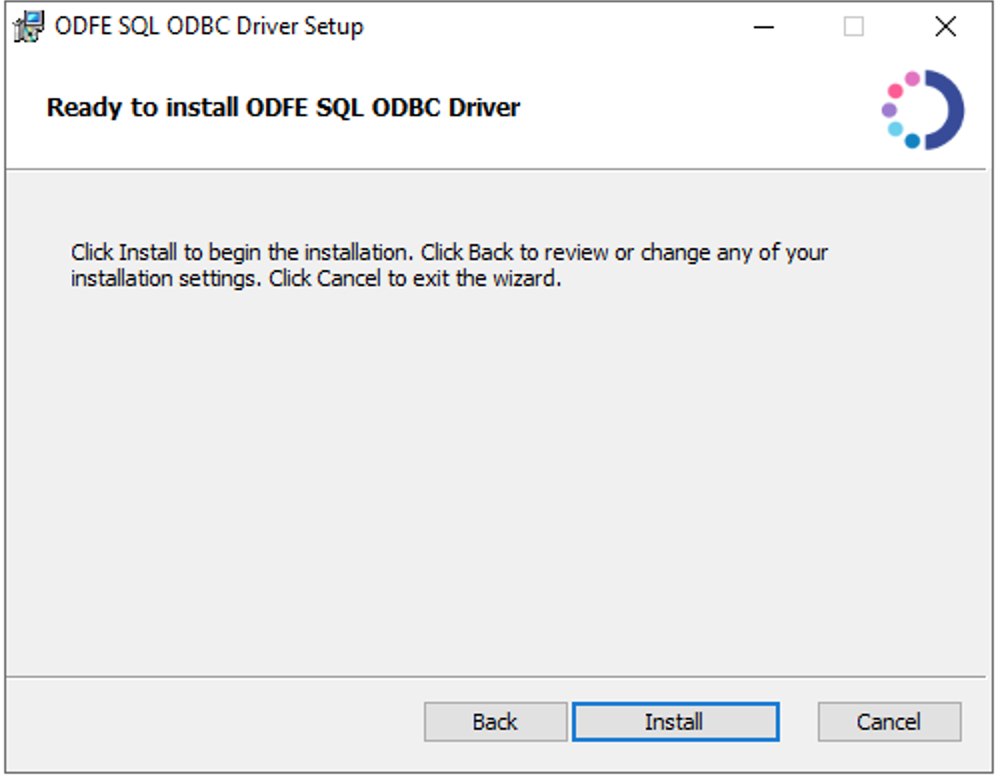 ODFE SQL ODBC Driver Setup
Ready to install ODFE SQL ODBC Driver
Click Install to begin the installation. Click Back to review or change any of your
installation settings. Click Cancel to exit the wizard.
Back
Install
Cancel